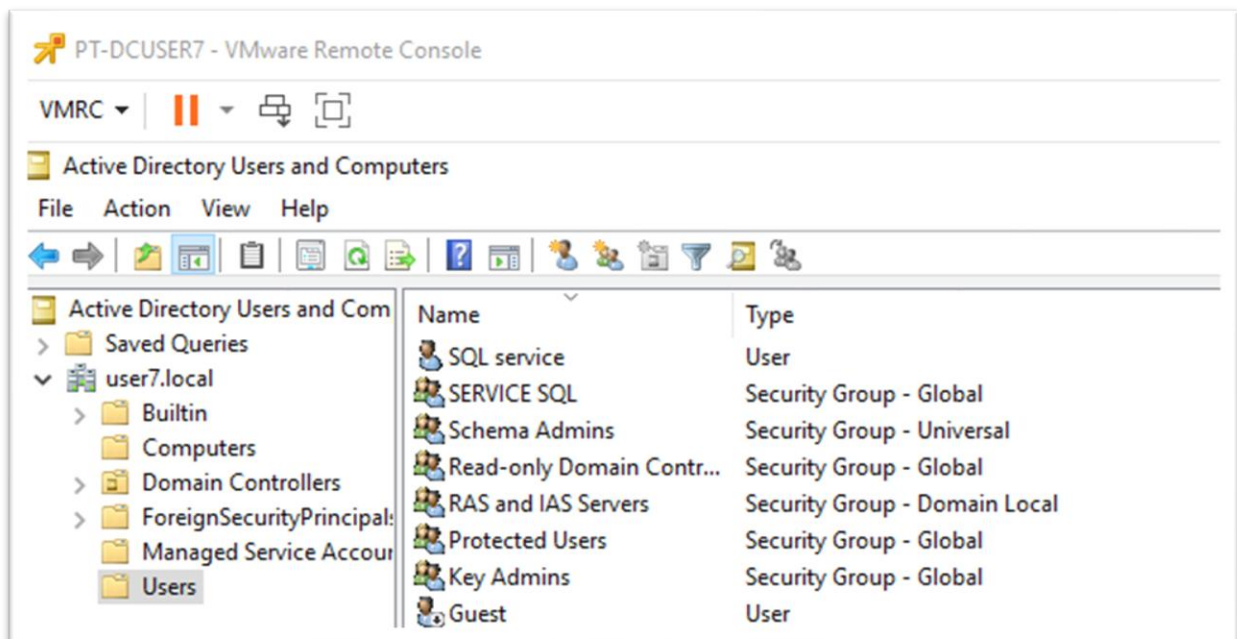 PT-DCUSER7 - VMware Remote Console
VMRC
Active Directory Users and Computers
File Action View Help
Active Directory Users and Com
Saved Queries
user7.local
Builtin
Computers
Domain Controllers
ForeignSecurityPrincipals
Managed Service Accour
Users
Name Type
SQL service User
SERVICE SQL Security Group - Global
Schema Admins Security Group - Universal
Read-only Domain Contr... Security Group - Global
RAS and IAS Servers Security Group - Domain Local
Protected Users Security Group - Global
Key Admins Security Group - Global
Guest User